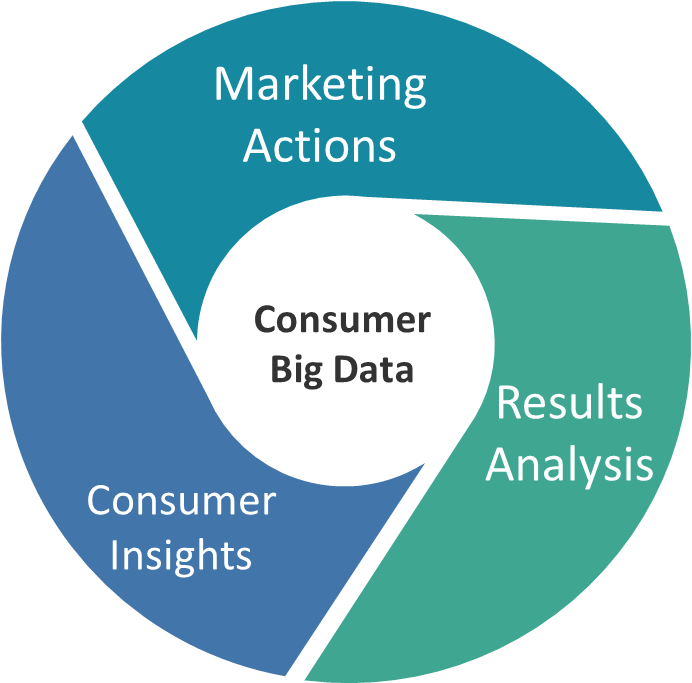 Marketing
Actions
Consumer
Big Data
Results
Analysis
Consumer
Insights